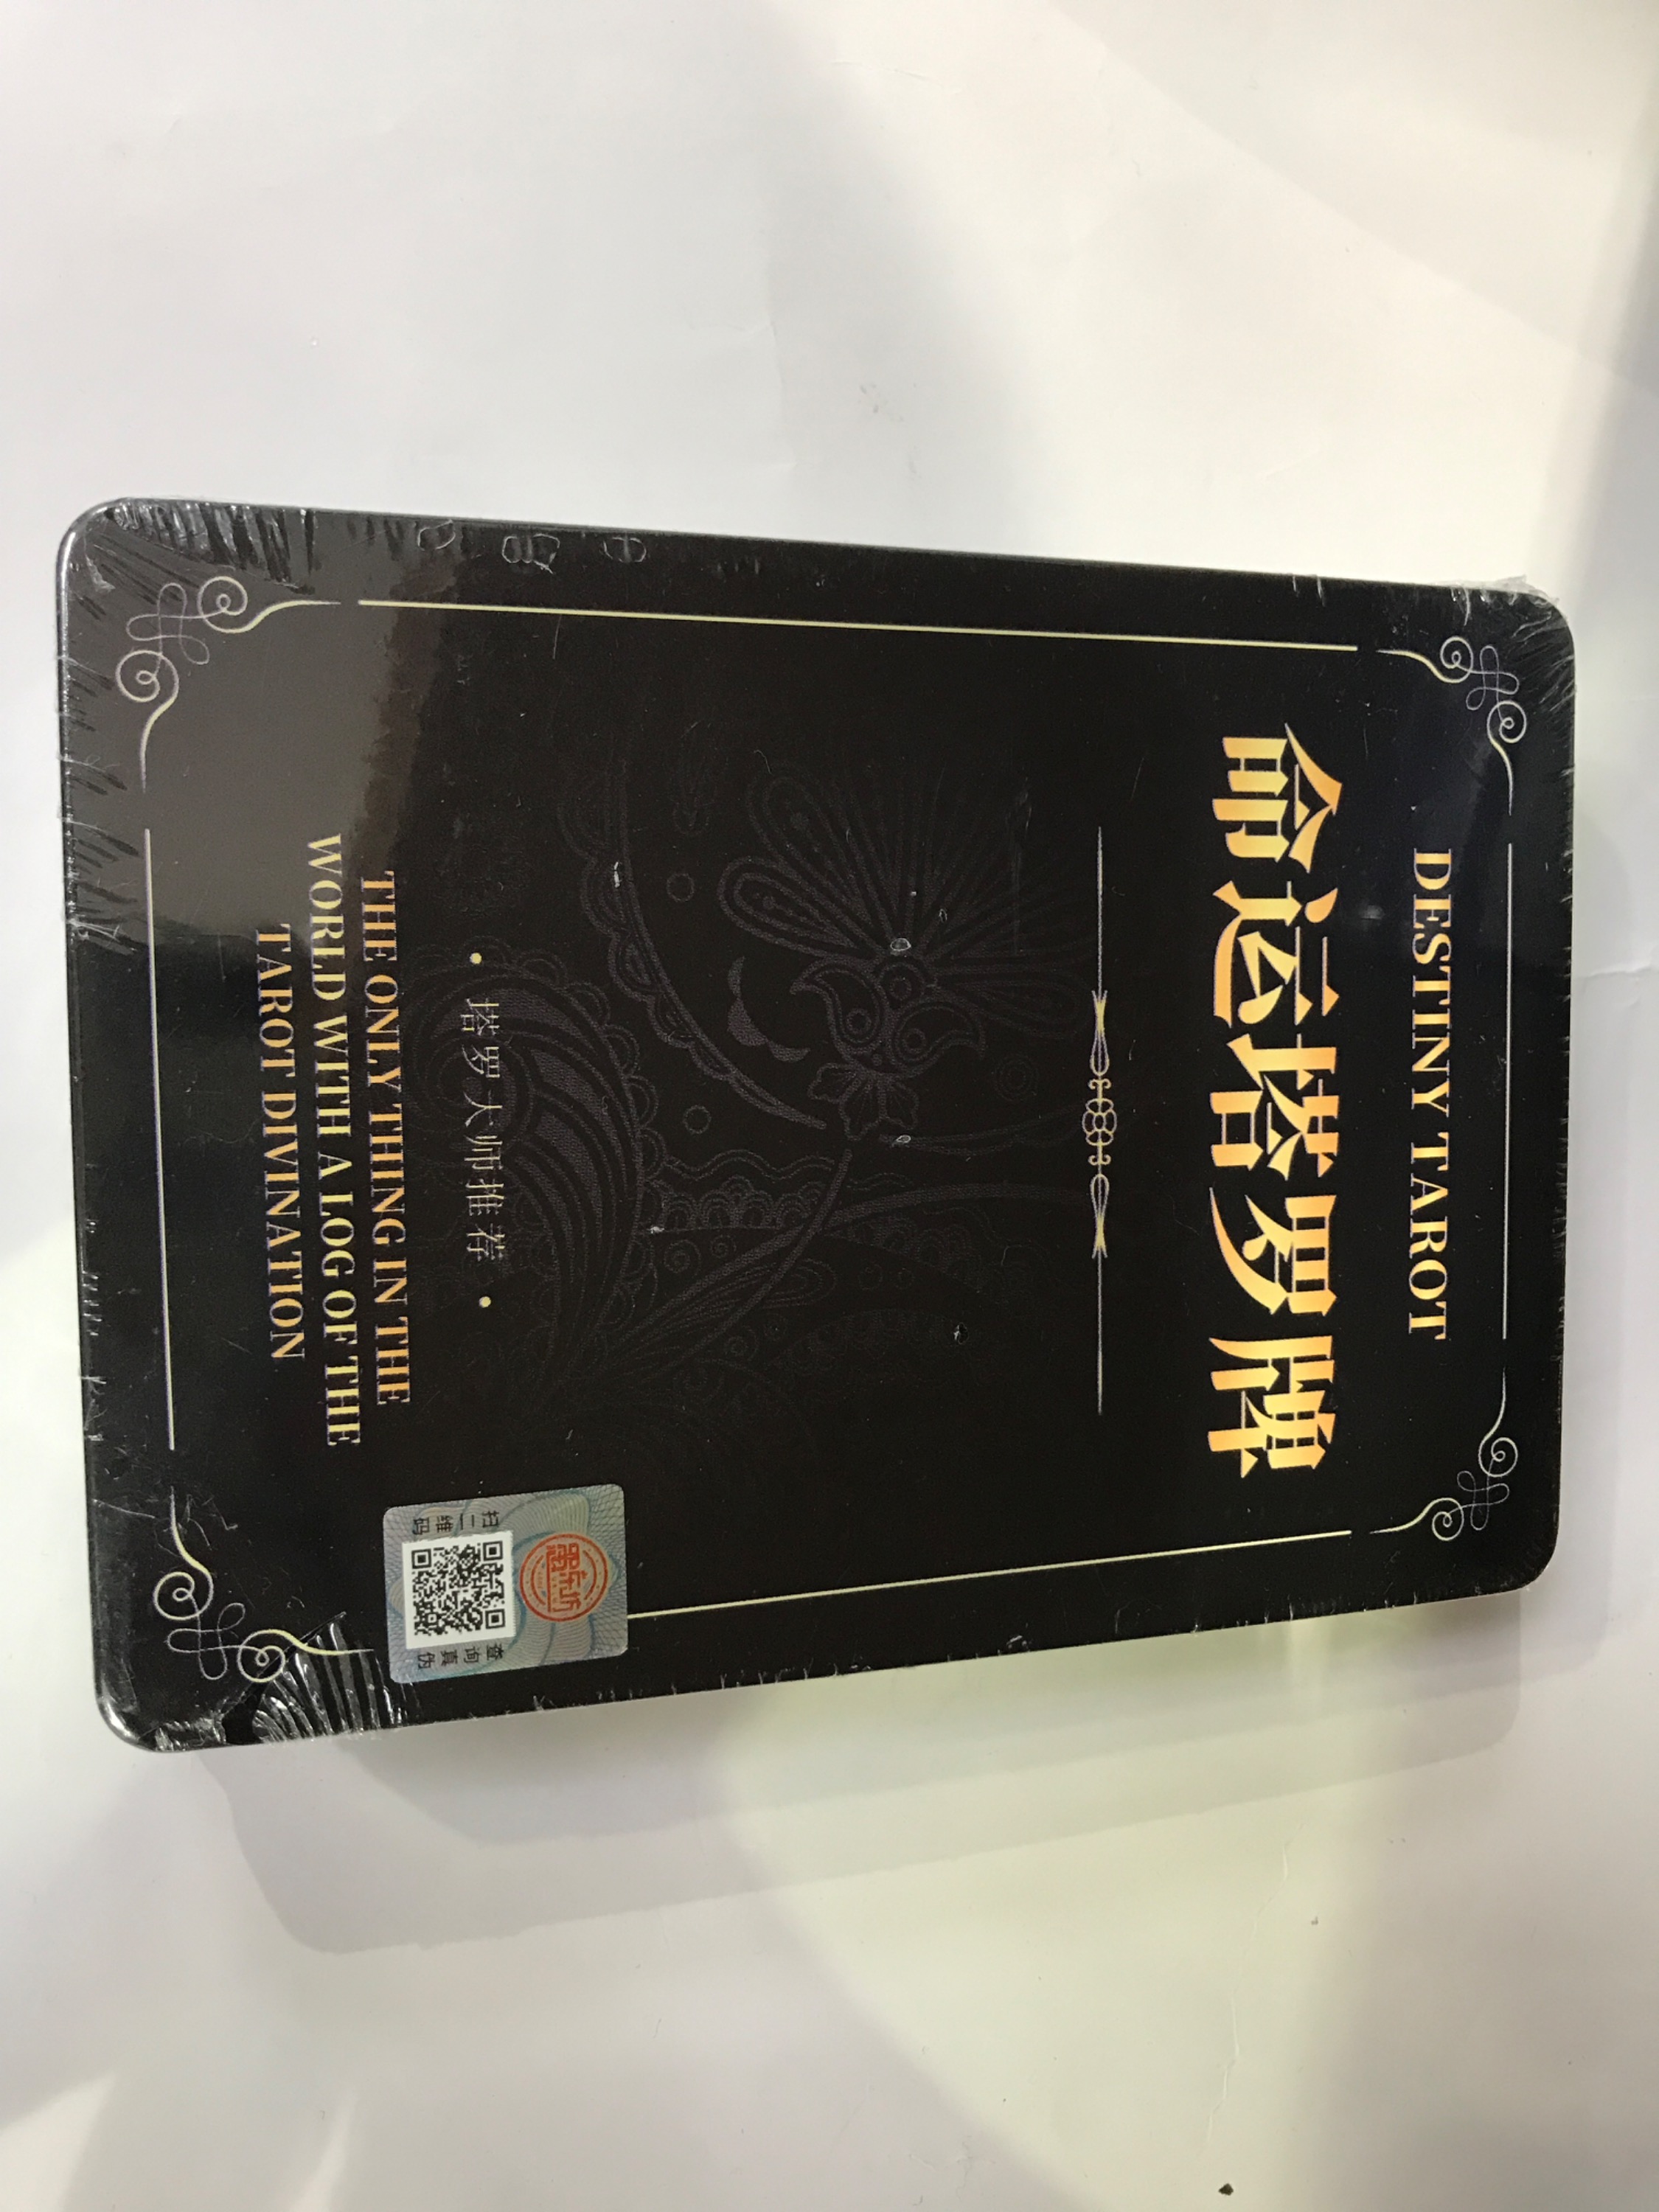 DESTINY TAROT
命运塔罗牌
• 塔罗大师推荐 •
THE ONLY THING IN THE
WORLD WITH A LOG OF THE
TAROT DIVINATION
扫二维码
查询真伪